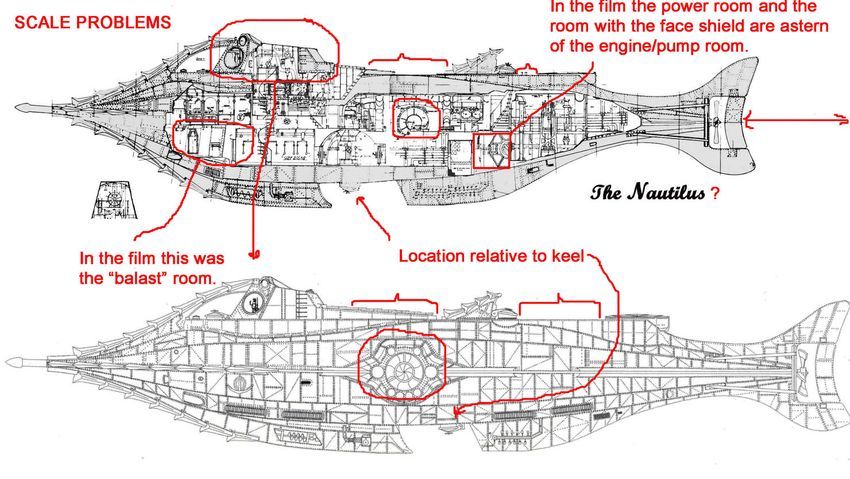 SCALE PROBLEMS
In the film the power room and the
room with the face shield are astern
of the engine/pump room.
The Nautilus ?
In the film this was
the “balast” room.
Location relative to keel